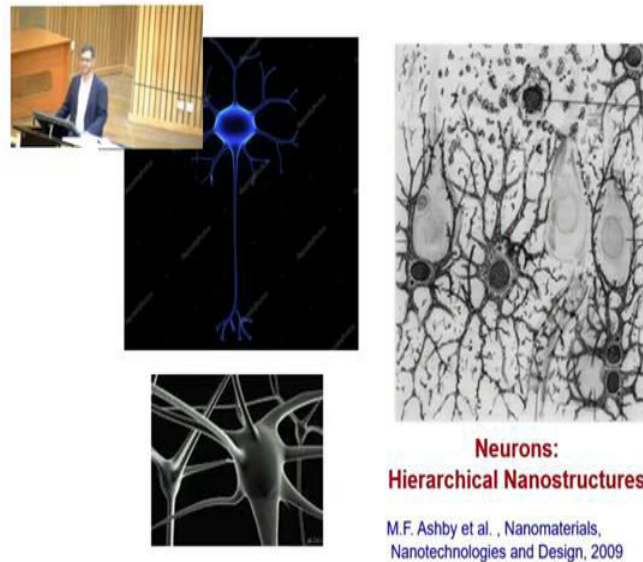 Neurons:
Hierarchical Nanostructures
M.F. Ashby et al. , Nanomaterials,
Nanotechnologies and Design, 2009